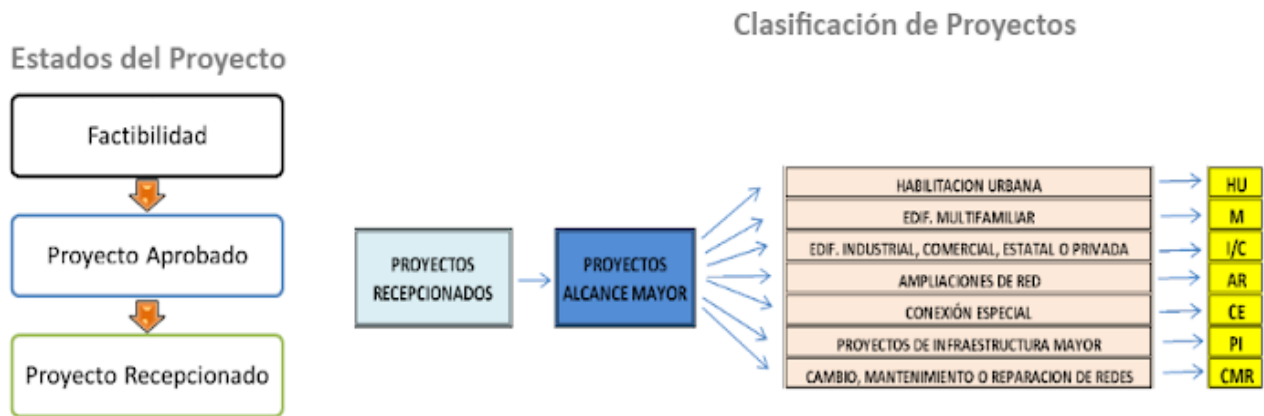 Clasificación de Proyectos
Estados del Proyecto
Factibilidad
Proyecto Aprobado
Proyecto Recepcionado
PROYECTOS
RECEPCIONADOS
PROYECTOS
ALCANCE MAYOR
HABILITACION URBANA
HU
EDIF. MULTIFAMILIAR
M
EDIF. INDUSTRIAL, COMERCIAL, ESTATAL O PRIVADA
I/C
AMPLIACIONES DE RED
AR
CONEXIÓN ESPECIAL
CE
PROYECTOS DE INFRAESTRUCTURA MAYOR
PI
CAMBIO, MANTENIMIENTO O REPARACION DE REDES
CMR